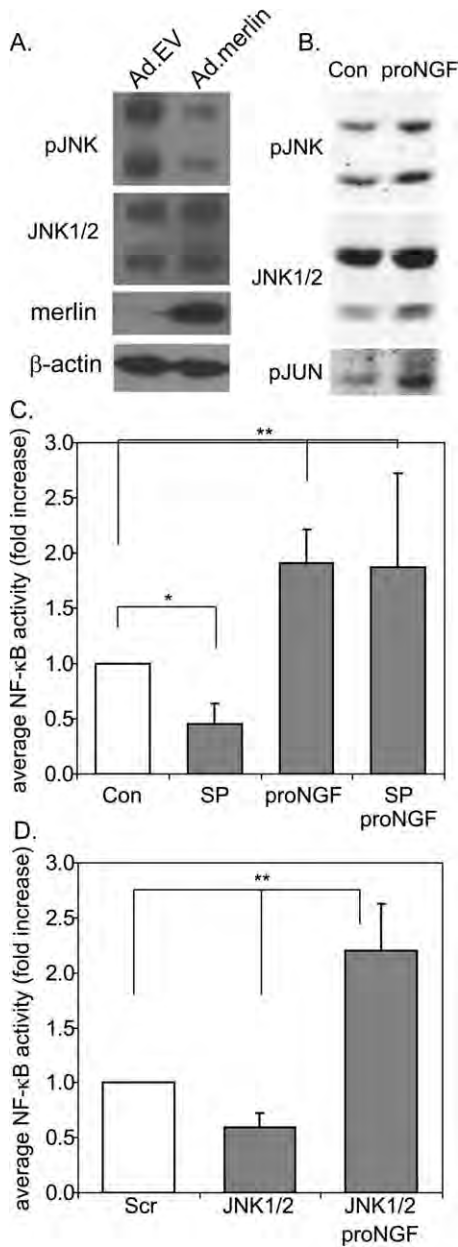 A.
Ad.EV Ad.merlin
pJNK
JNK1/2
merlin
β-actin
B.
Con proNGF
pJNK
JNK1/2
pJUN
C.
average NF-κB activity (fold increase)
3.0
2.5
2.0
1.5
1.0
0.5
0.0
**
*
Con SP proNGF SP
proNGF
D.
average NF-κB activity (fold increase)
3.0
2.5
2.0
1.5
1.0
0.5
0.0
**
Scr JNK1/2 JNK1/2
proNGF